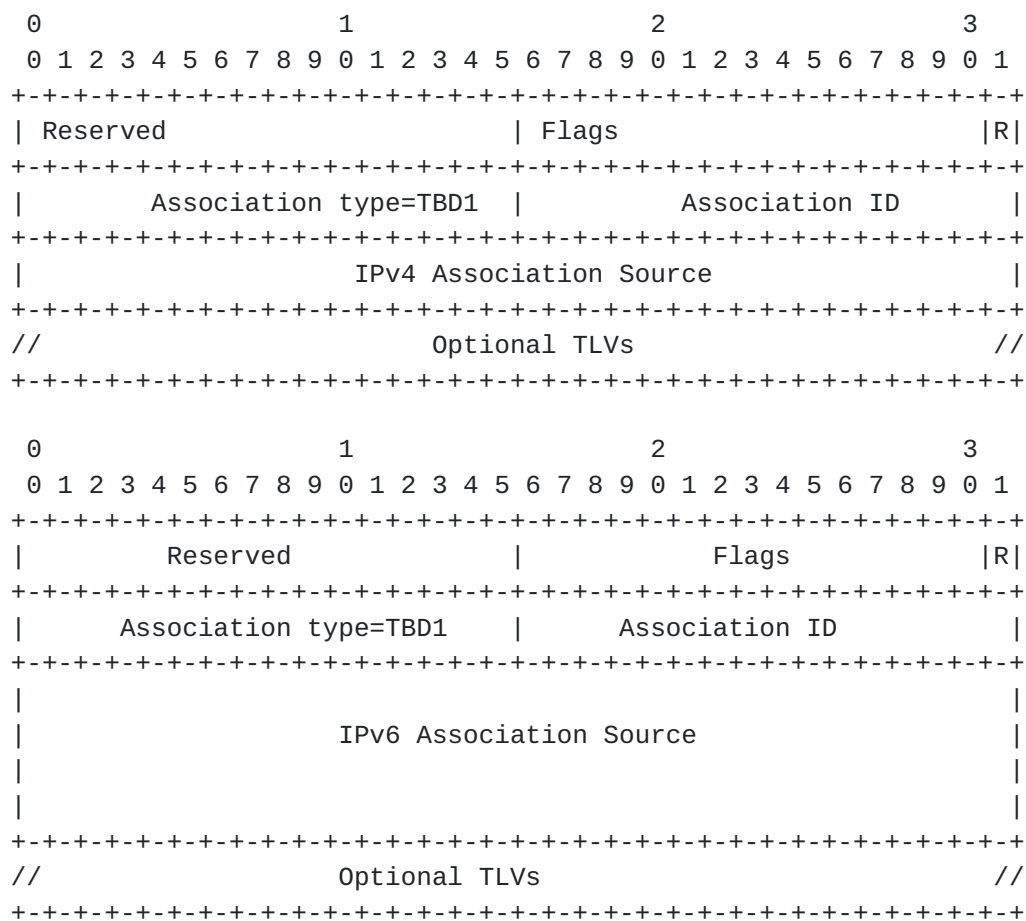 0                   1                   2                   3
 0 1 2 3 4 5 6 7 8 9 0 1 2 3 4 5 6 7 8 9 0 1 2 3 4 5 6 7 8 9 0 1
+-+-+-+-+-+-+-+-+-+-+-+-+-+-+-+-+-+-+-+-+-+-+-+-+-+-+-+-+-+-+-+-+
| Reserved                      | Flags                       |R|
+-+-+-+-+-+-+-+-+-+-+-+-+-+-+-+-+-+-+-+-+-+-+-+-+-+-+-+-+-+-+-+-+
|        Association type=TBD1  |          Association ID       |
+-+-+-+-+-+-+-+-+-+-+-+-+-+-+-+-+-+-+-+-+-+-+-+-+-+-+-+-+-+-+-+-+
|                     IPv4 Association Source                   |
+-+-+-+-+-+-+-+-+-+-+-+-+-+-+-+-+-+-+-+-+-+-+-+-+-+-+-+-+-+-+-+-+
//                         Optional TLVs                       //
+-+-+-+-+-+-+-+-+-+-+-+-+-+-+-+-+-+-+-+-+-+-+-+-+-+-+-+-+-+-+-+-+

 0                   1                   2                   3
 0 1 2 3 4 5 6 7 8 9 0 1 2 3 4 5 6 7 8 9 0 1 2 3 4 5 6 7 8 9 0 1
+-+-+-+-+-+-+-+-+-+-+-+-+-+-+-+-+-+-+-+-+-+-+-+-+-+-+-+-+-+-+-+-+
|         Reserved              |            Flags            |R|
+-+-+-+-+-+-+-+-+-+-+-+-+-+-+-+-+-+-+-+-+-+-+-+-+-+-+-+-+-+-+-+-+
|      Association type=TBD1    |      Association ID           |
+-+-+-+-+-+-+-+-+-+-+-+-+-+-+-+-+-+-+-+-+-+-+-+-+-+-+-+-+-+-+-+-+
|                                                               |
|                    IPv6 Association Source                    |
|                                                               |
|                                                               |
+-+-+-+-+-+-+-+-+-+-+-+-+-+-+-+-+-+-+-+-+-+-+-+-+-+-+-+-+-+-+-+-+
//                   Optional TLVs                             //
+-+-+-+-+-+-+-+-+-+-+-+-+-+-+-+-+-+-+-+-+-+-+-+-+-+-+-+-+-+-+-+-+